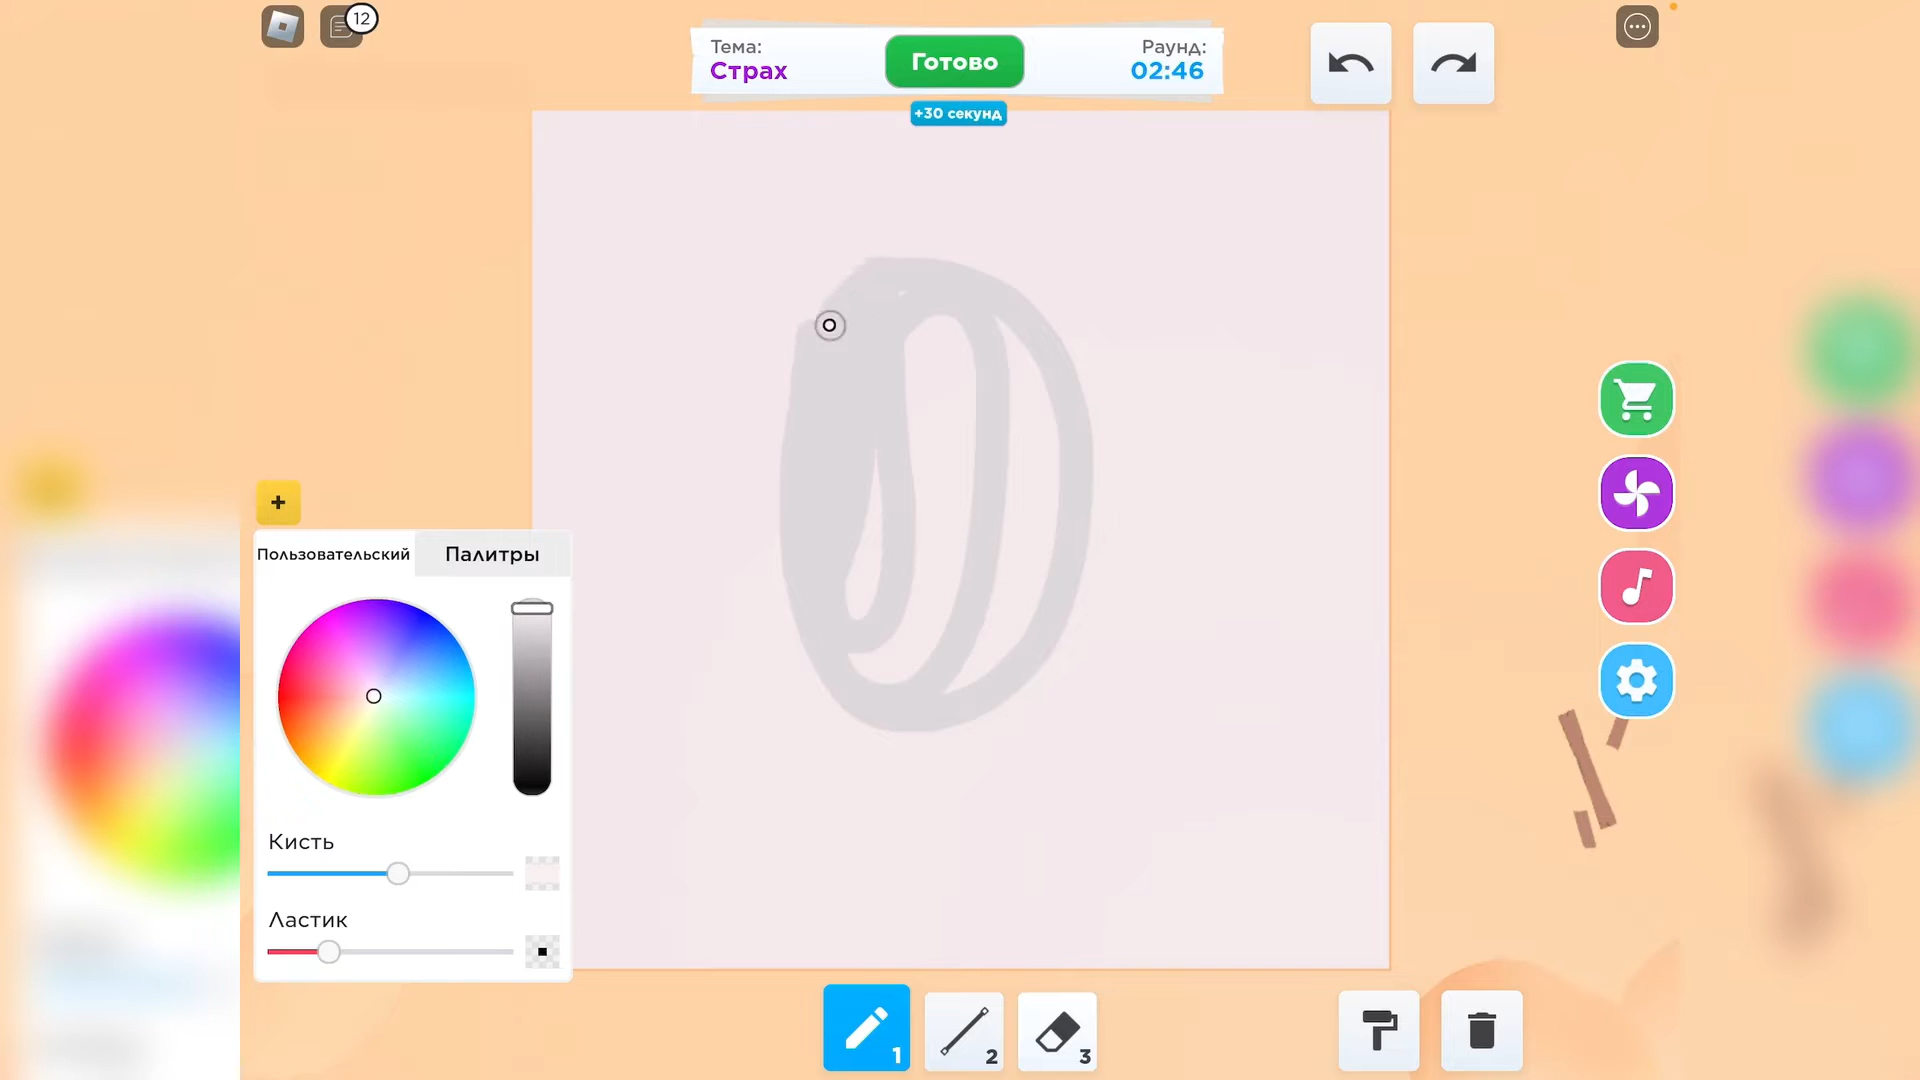 12
Тема:
Страх
Готово
Раунд:
02:46
+30 секунд
+
Пользовательский
Палитры
Кисть
Ластик
1
2
3